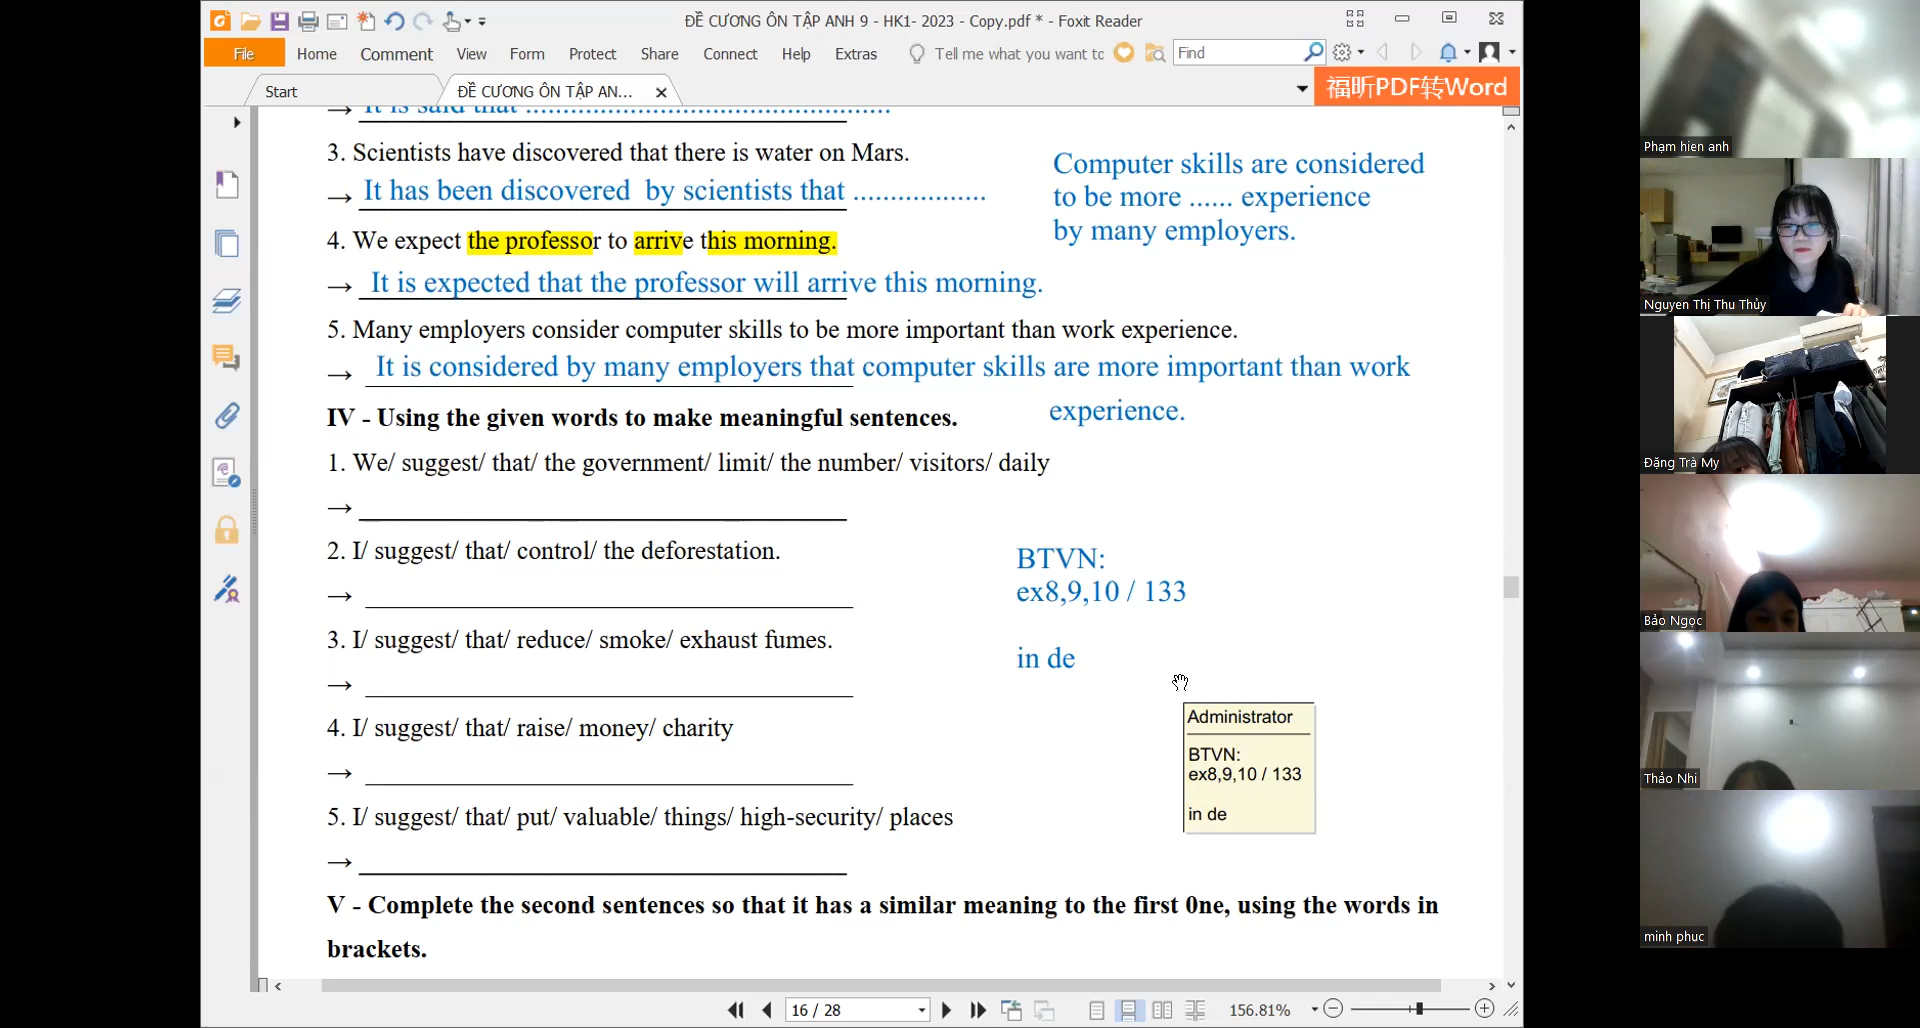 ĐỀ CƯƠNG ÔN TẬP ANH 9 - HK1- 2023 - Copy.pdf * - Foxit Reader
File Home Comment View Form Protect Share Connect Help Extras Tell me what you want to Find
Start ĐỀ CƯƠNG ÔN TẬP AN... 福昕PDF转Word
→ It is said that ....................................................
3. Scientists have discovered that there is water on Mars.
→ It has been discovered by scientists that ..................
Computer skills are considered
to be more ...... experience
by many employers.
4. We expect the professor to arrive this morning.
→ It is expected that the professor will arrive this morning.
5. Many employers consider computer skills to be more important than work experience.
→ It is considered by many employers that computer skills are more important than work
experience.
IV - Using the given words to make meaningful sentences.
1. We/ suggest/ that/ the government/ limit/ the number/ visitors/ daily
→
2. I/ suggest/ that/ control/ the deforestation.
→
3. I/ suggest/ that/ reduce/ smoke/ exhaust fumes.
→
4. I/ suggest/ that/ raise/ money/ charity
→
5. I/ suggest/ that/ put/ valuable/ things/ high-security/ places
→
BTVN:
ex8,9,10 / 133
in de
Administrator
BTVN:
ex8,9,10 / 133
in de
V - Complete the second sentences so that it has a similar meaning to the first 0ne, using the words in
brackets.
16 / 28
156.81%
Phạm hien anh
Nguyen Thị Thu Thủy
Đặng Trà My
Bảo Ngọc
Thảo Nhi
minh phuc